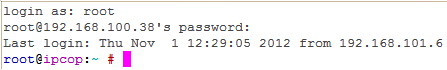 login as: root
root@192.168.100.38's password:
Last login: Thu Nov  1 12:29:05 2012 from 192.168.101.6
root@ipcop:~ #